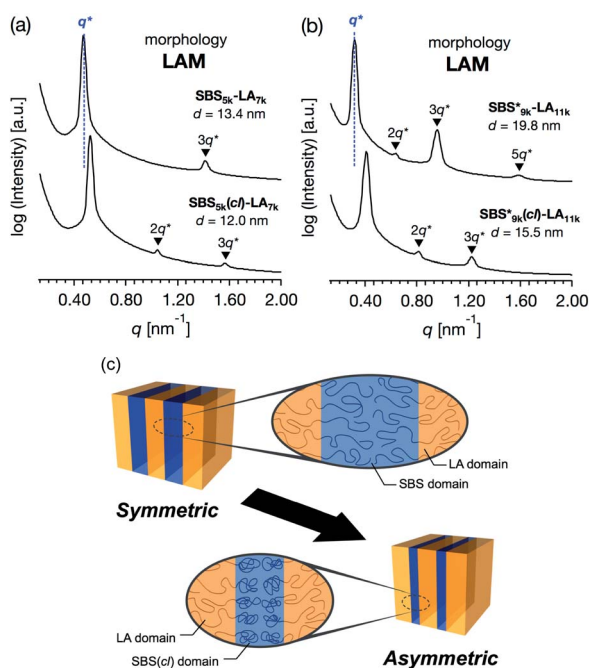 (a)
q*
morphology
LAM
SBS5k-LA7k
d = 13.4 nm
3q*
SBS5k(cl)-LA7k
d = 12.0 nm
2q*
3q*
log (Intensity) [a.u.]
0.40 0.80 1.20 1.60 2.00
q [nm-1]
(b)
q*
morphology
LAM
SBS*9k-LA11k
d = 19.8 nm
3q*
2q*
5q*
SBS*9k(cl)-LA11k
d = 15.5 nm
2q*
3q*
log (Intensity) [a.u.]
0.40 0.80 1.20 1.60 2.00
q [nm-1]
(c)
LA domain
SBS domain
Symmetric
LA domain
SBS(cl) domain
Asymmetric